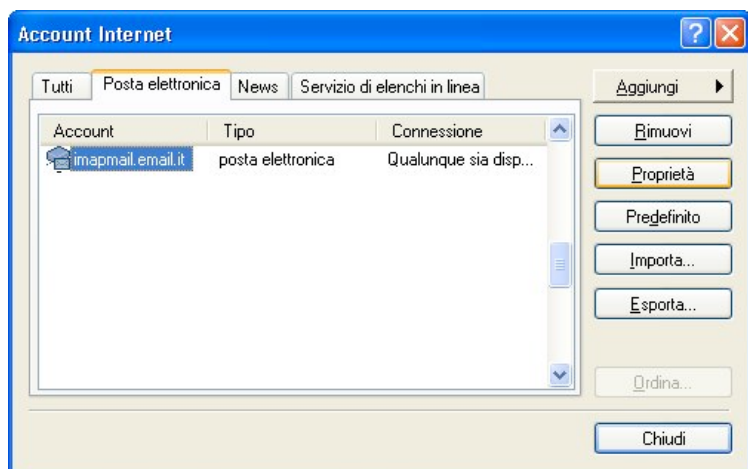 Account Internet
Tutti
Posta elettronica
News
Servizio di elenchi in linea
Account Tipo Connessione
imapmail.email.it posta elettronica Qualunque sia disp...
Aggiungi
Rimuovi
Proprietà
Predefinito
Importa...
Esporta...
Ordina...
Chiudi